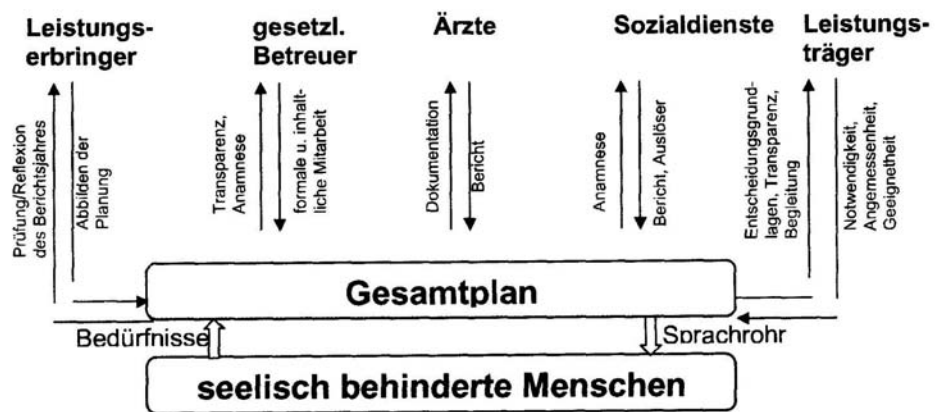 Leistungs-
erbringer
gesetzl.
Betreuer
Ärzte
Sozialdienste
Leistungs-
träger
Prüfung/Reflexion
des Berichtsjahres
Abbilden der
Planung
Transparenz,
Anamnese
formale u. inhalt-
liche Mitarbeit
Dokumentation
Bericht
Anamnese
Bericht, Auslöser
Entscheidungsgrund-
lagen, Transparenz,
Begleitung
Notwendigkeit,
Angemessenheit,
Geeignetheit
Gesamtplan
Bedürfnisse
Sprachrohr
seelisch behinderte Menschen